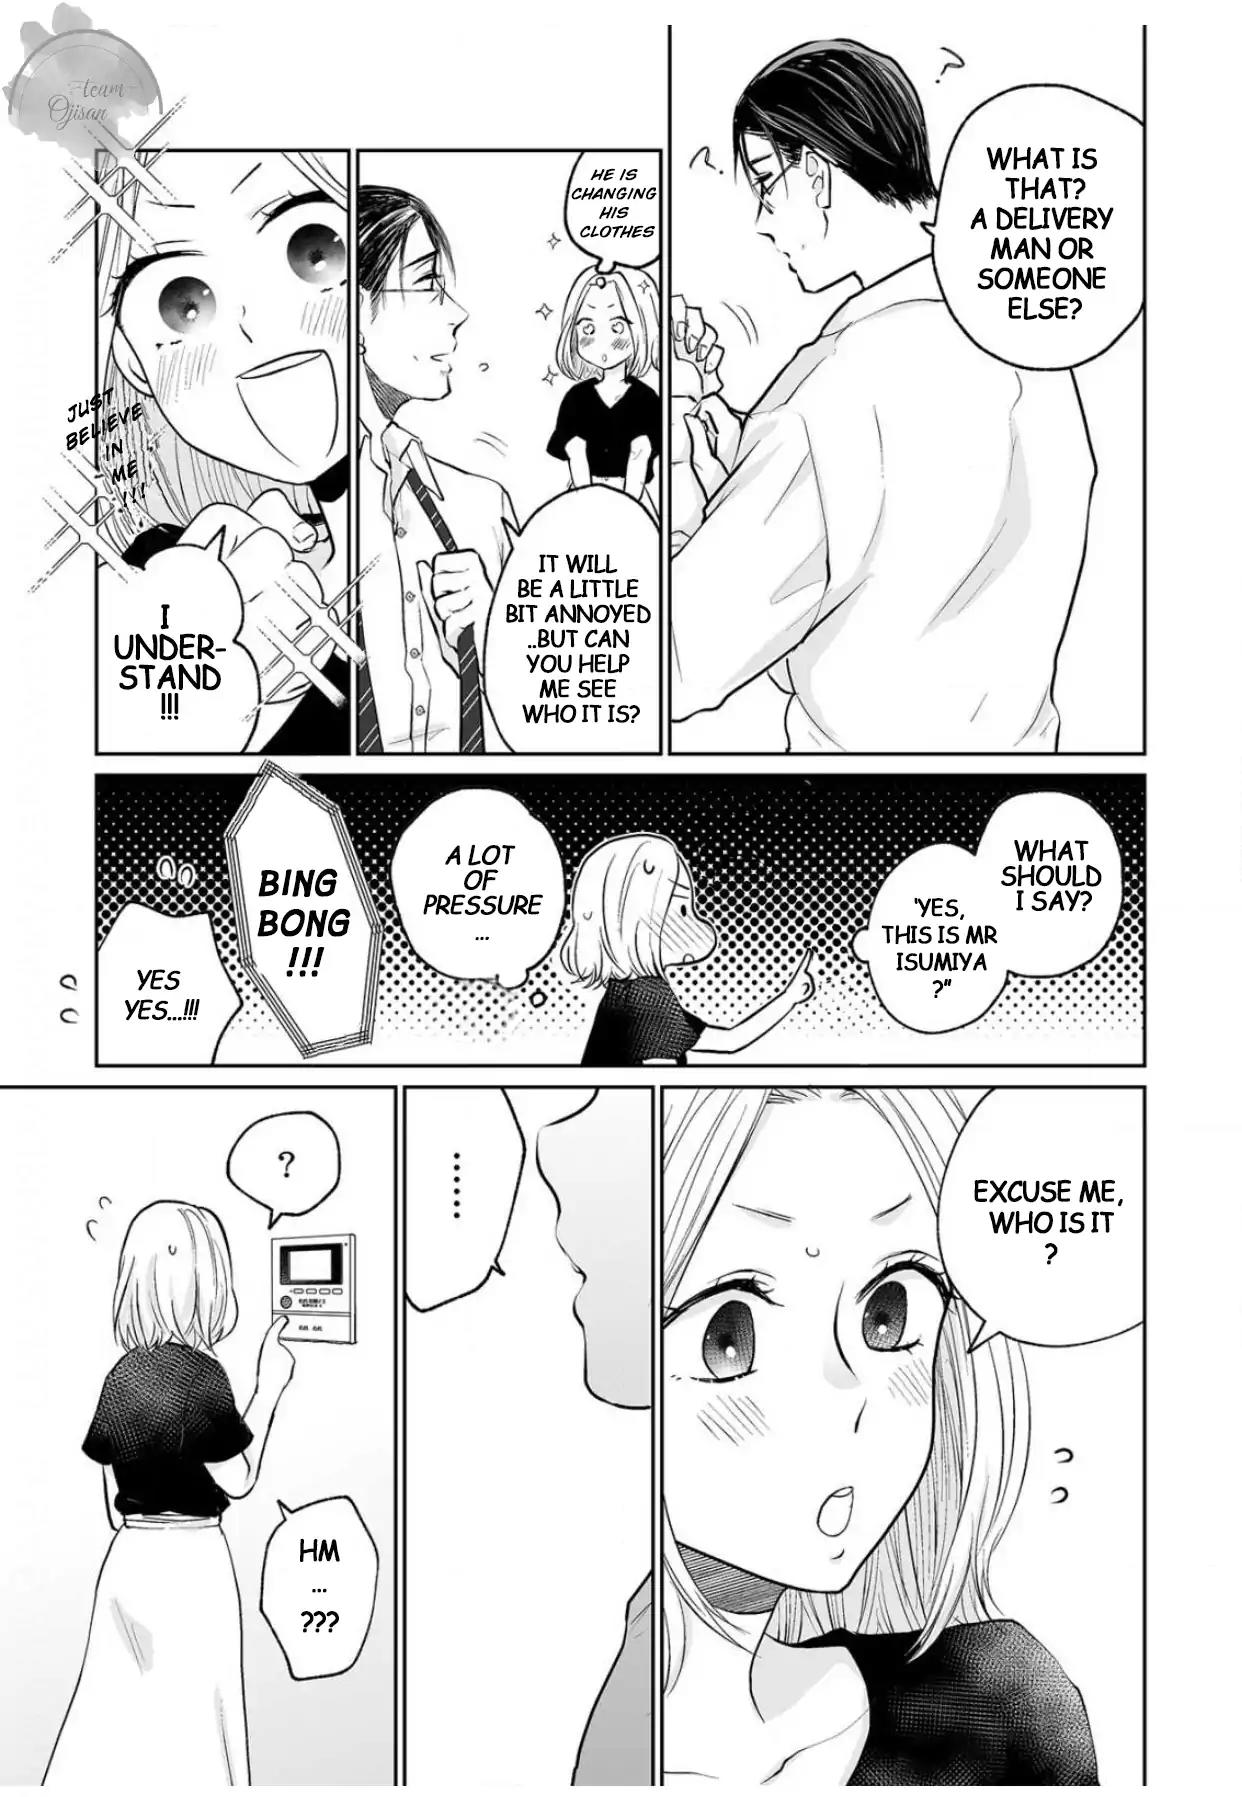 -team-
Ojisan
WHAT IS
THAT?
A DELIVERY
MAN OR
SOMEONE
ELSE?
HE IS
CHANGING
HIS
CLOTHES
IT WILL
BE A LITTLE
BIT ANNOYED
..BUT CAN
YOU HELP
ME SEE
WHO IT IS?
JUST
BELIEVE
IN
ME
!!!
I
UNDER-
STAND
!!!
WHAT
SHOULD
I SAY?
'YES,
THIS IS MR
ISUMIYA
?"
A LOT
OF
PRESSURE
...
BING
BONG
!!!
YES
YES...!!!
EXCUSE ME,
WHO IS IT
?
........
?
HM
...
???